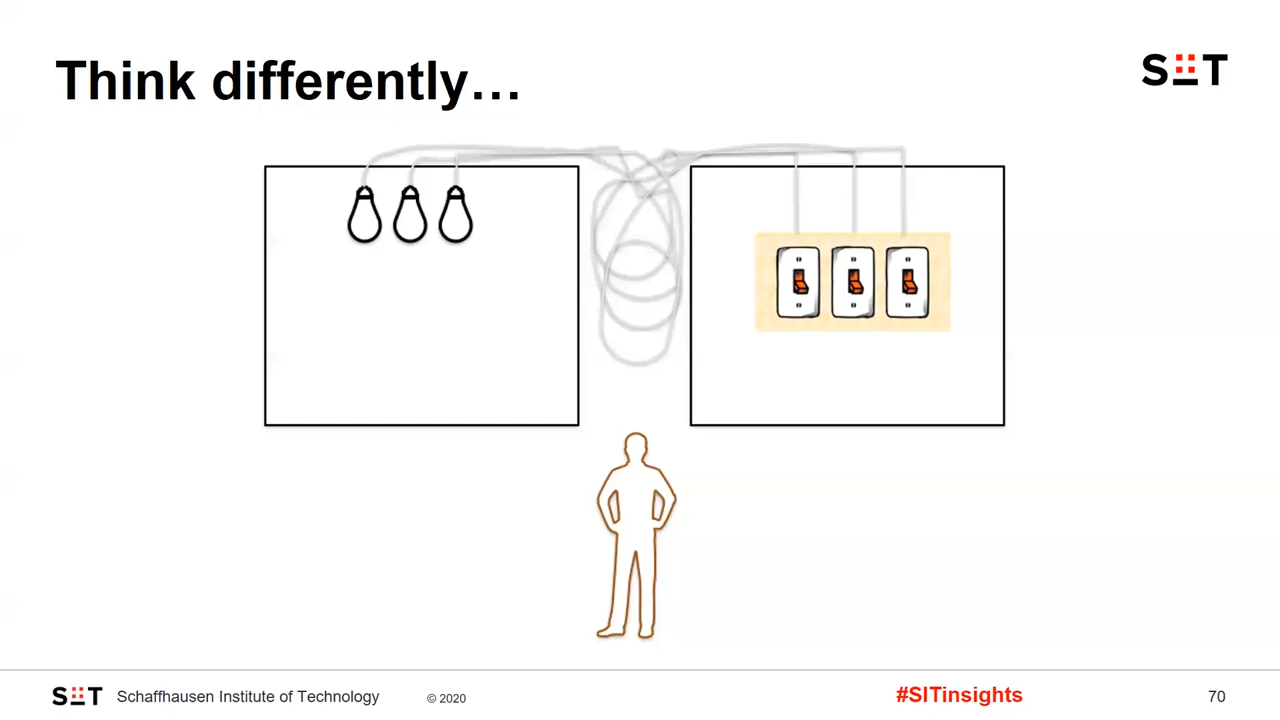 Think differently…
SIT
SIT Schaffhausen Institute of Technology © 2020 #SITinsights 70